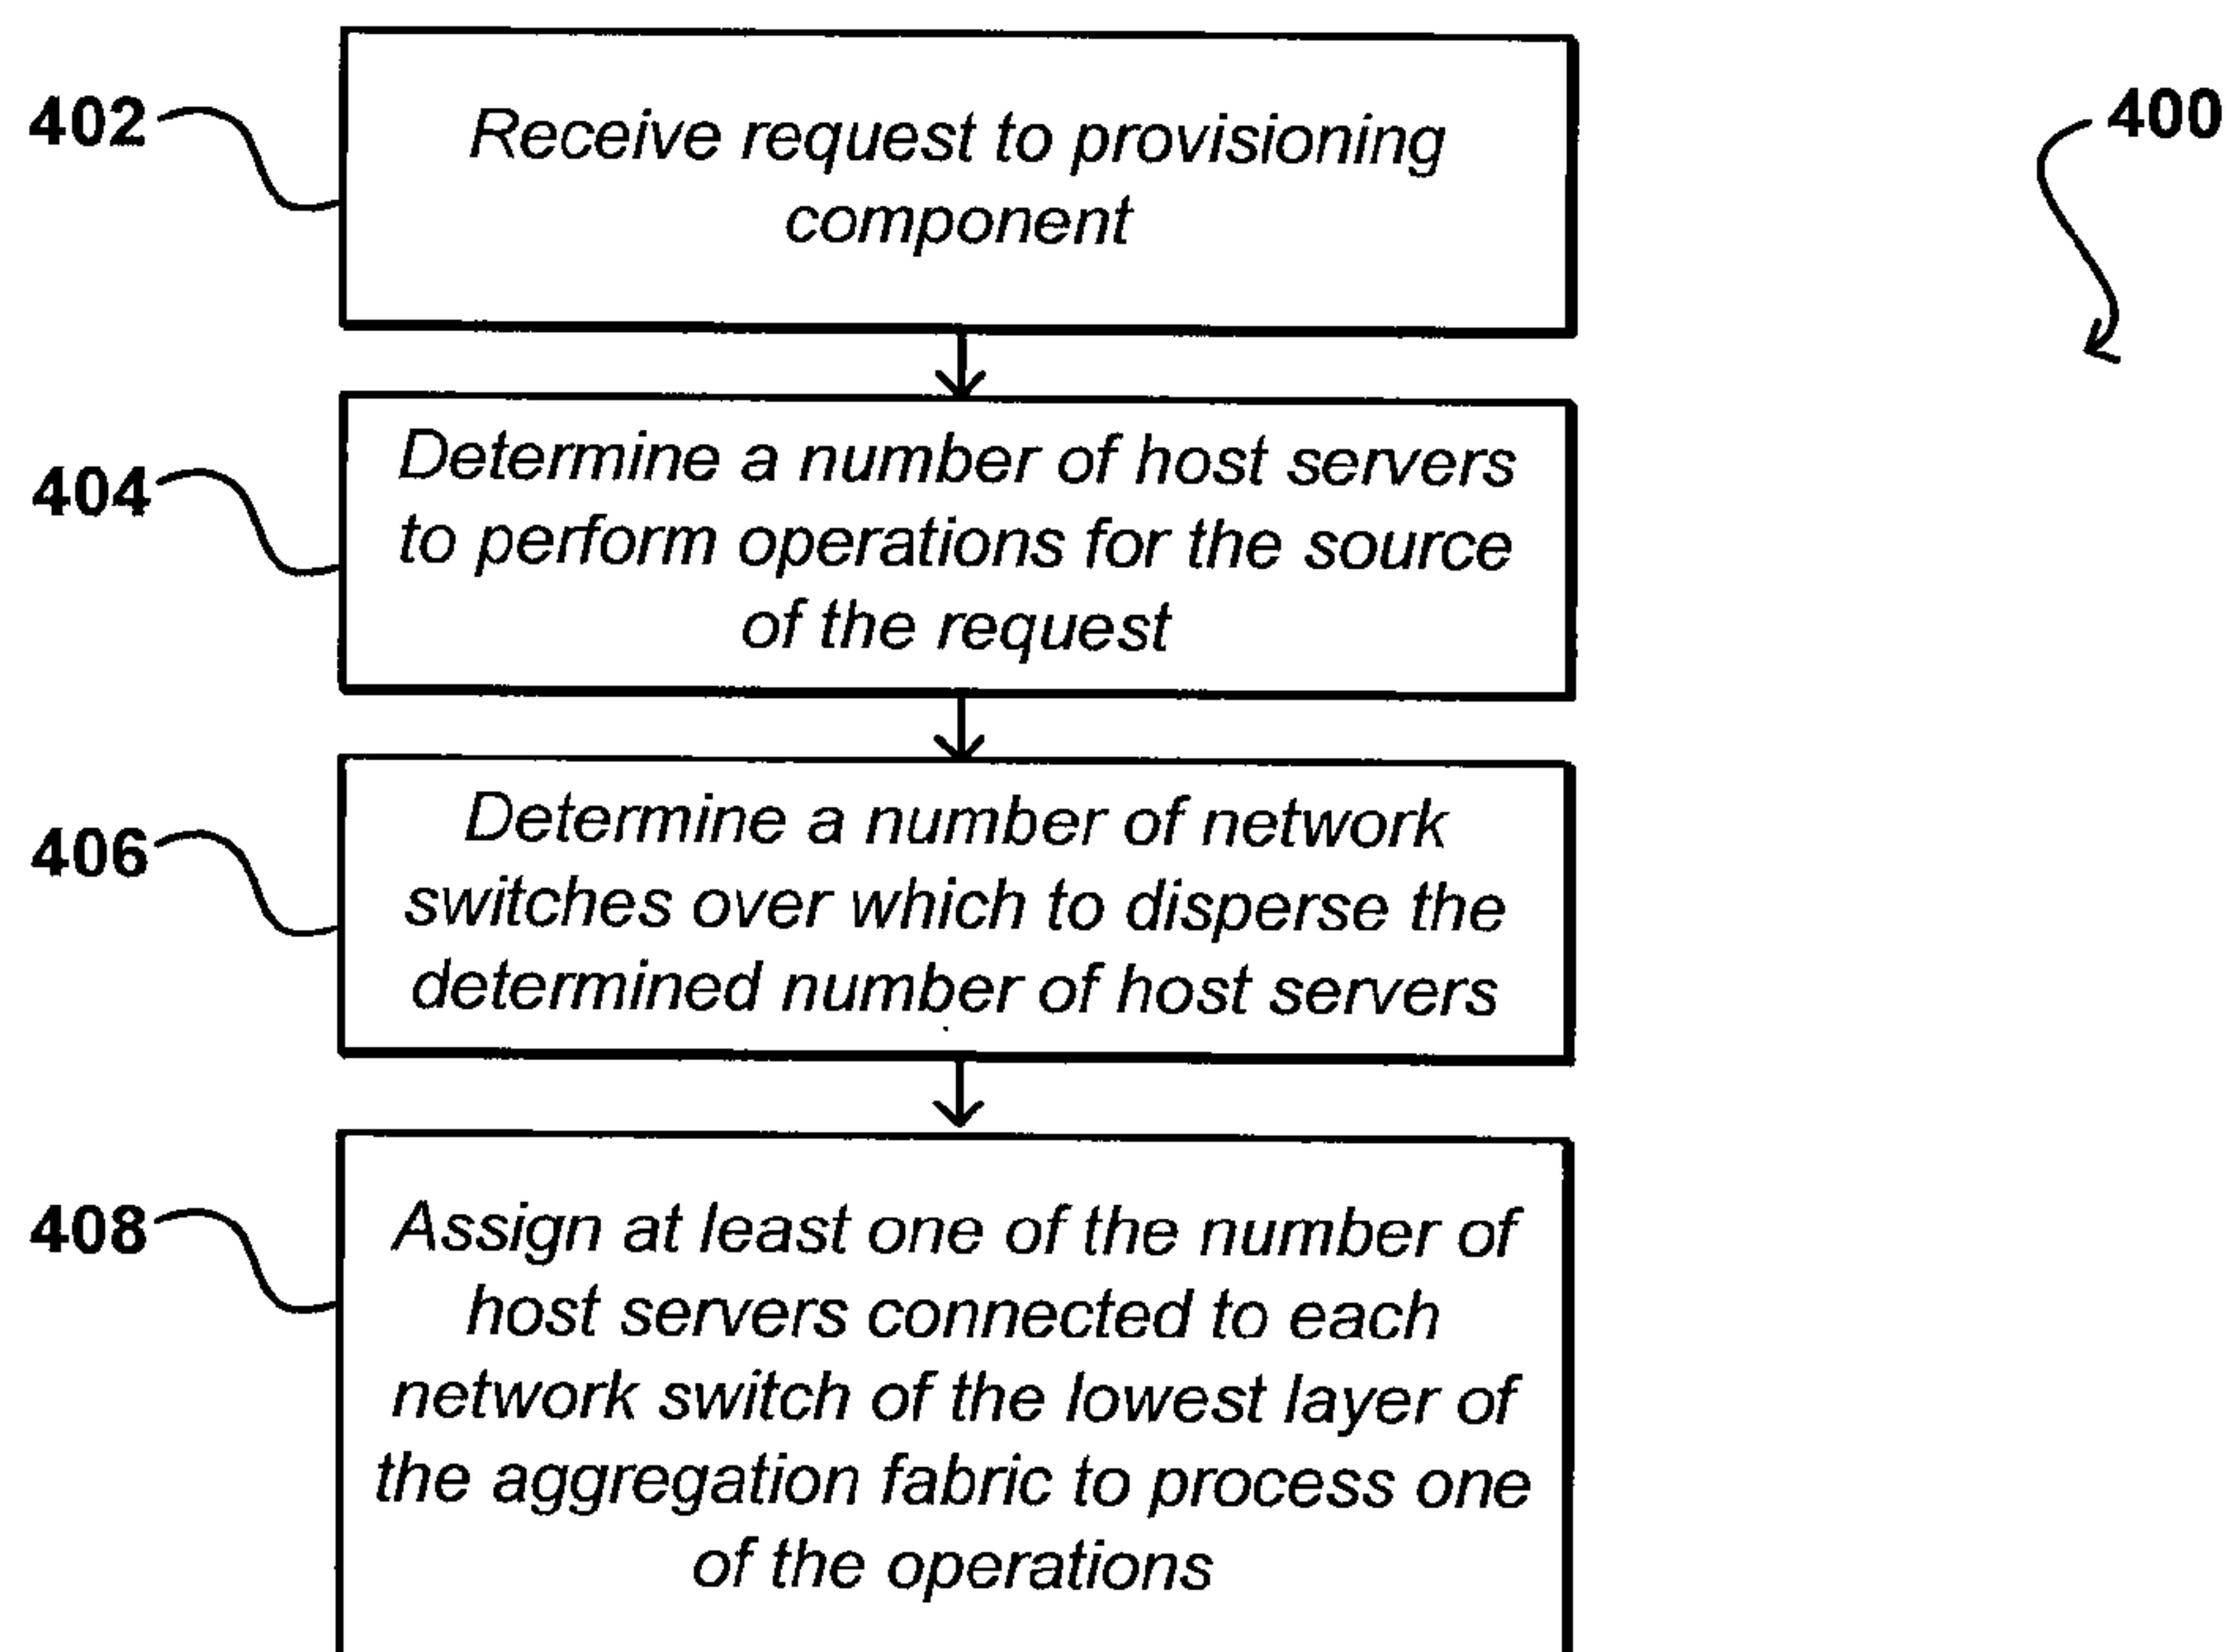 402
Receive request to provisioning
component
400
404
Determine a number of host servers
to perform operations for the source
of the request
406
Determine a number of network
switches over which to disperse the
determined number of host servers
408
Assign at least one of the number of
host servers connected to each
network switch of the lowest layer of
the aggregation fabric to process one
of the operations